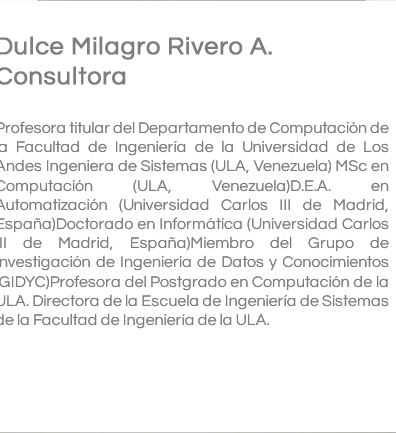 Dulce Milagro Rivero A.
Consultora
Profesora titular del Departamento de Computación de
la Facultad de Ingeniería de la Universidad de Los
Andes Ingeniera de Sistemas (ULA, Venezuela) MSc en
Computación (ULA, Venezuela)D.E.A. en
Automatización (Universidad Carlos III de Madrid,
España)Doctorado en Informática (Universidad Carlos
III de Madrid, España)Miembro del Grupo de
Investigación de Ingeniería de Datos y Conocimientos
(GIDYC)Profesora del Postgrado en Computación de la
ULA. Directora de la Escuela de Ingeniería de Sistemas
de la Facultad de Ingeniería de la ULA.